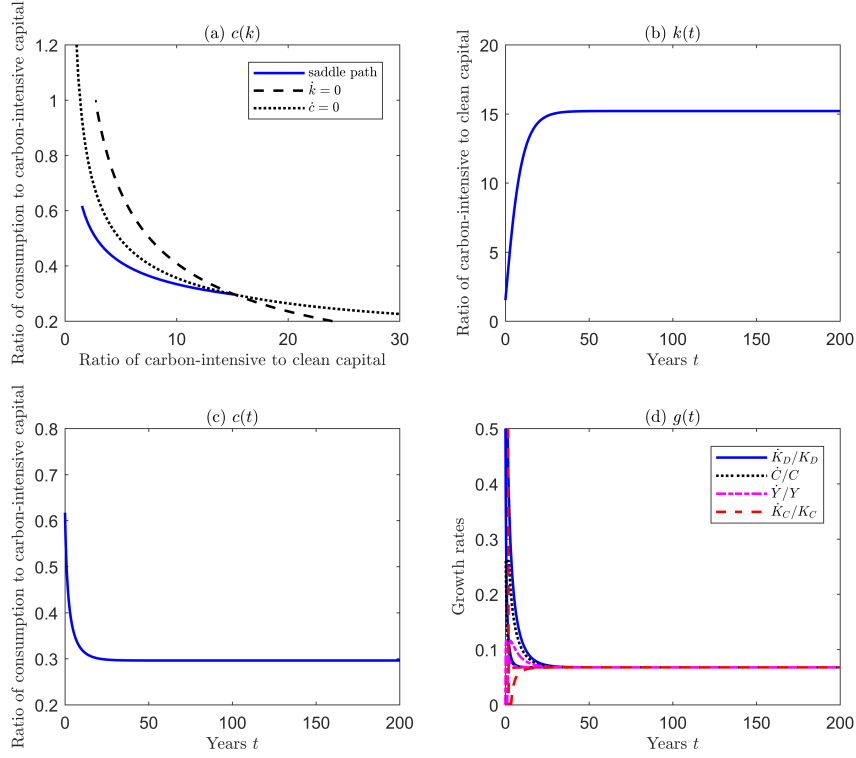 (a) c(k)
Ratio of consumption to carbon-intensive capital
1.2
1
0.8
0.6
0.4
0.2
0 10 20 30
Ratio of carbon-intensive to clean capital
saddle path
k̇ = 0
ċ = 0
(b) k(t)
Ratio of carbon-intensive to clean capital
20
15
10
5
0
0 50 100 150 200
Years t
(c) c(t)
Ratio of consumption to carbon-intensive capital
0.8
0.7
0.6
0.5
0.4
0.3
0.2
0 50 100 150 200
Years t
(d) g(t)
Growth rates
0.5
0.4
0.3
0.2
0.1
0
0 50 100 150 200
Years t
K̇_D/K_D
Ċ/C
Ẏ/Y
K̇_C/K_C